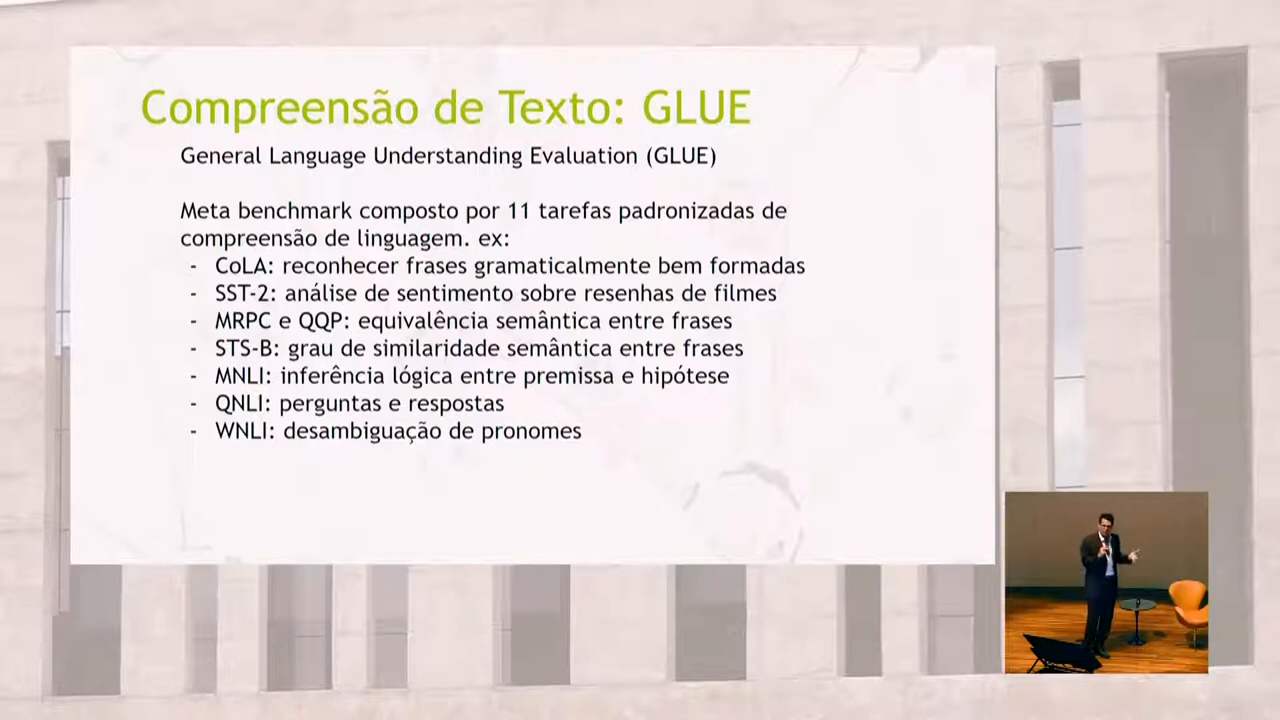 Compreensão de Texto: GLUE
General Language Understanding Evaluation (GLUE)
Meta benchmark composto por 11 tarefas padronizadas de
compreensão de linguagem. ex:
- CoLA: reconhecer frases gramaticalmente bem formadas
- SST-2: análise de sentimento sobre resenhas de filmes
- MRPC e QQP: equivalência semântica entre frases
- STS-B: grau de similaridade semântica entre frases
- MNLI: inferência lógica entre premissa e hipótese
- QNLI: perguntas e respostas
- WNLI: desambiguação de pronomes